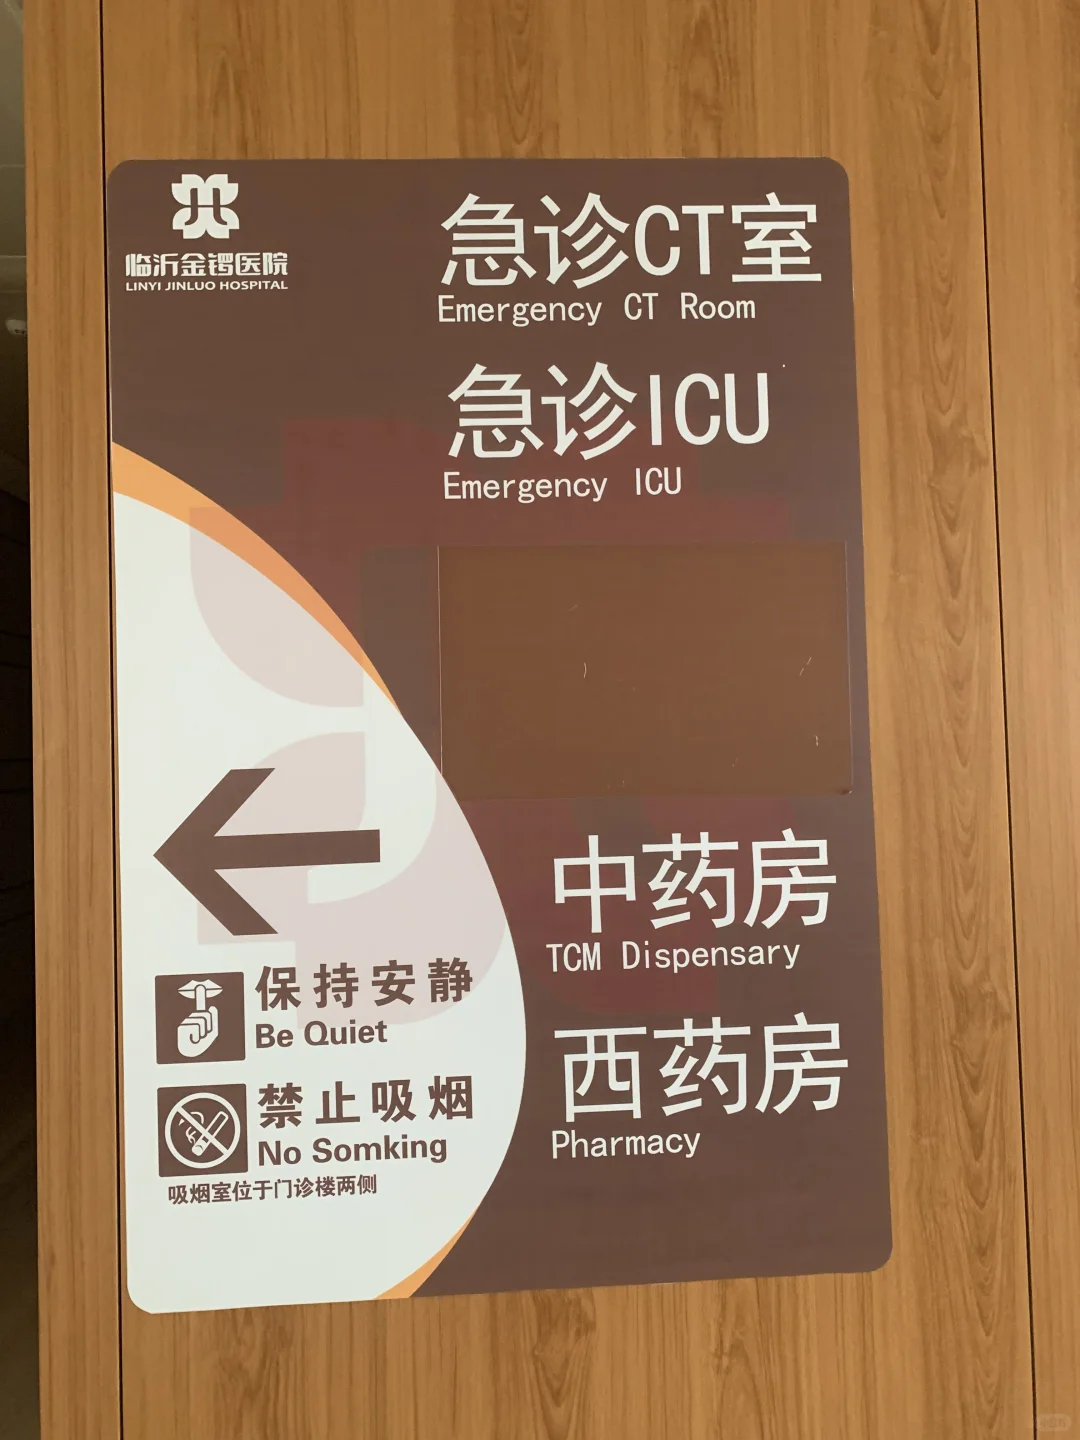 临沂金锣医院
LINYI JINLUO HOSPITAL
急诊CT室
Emergency CT Room
急诊ICU
Emergency ICU
中药房
TCM Dispensary
西药房
Pharmacy
保持安静
Be Quiet
禁止吸烟
No Somking
吸烟室位于门诊楼两侧